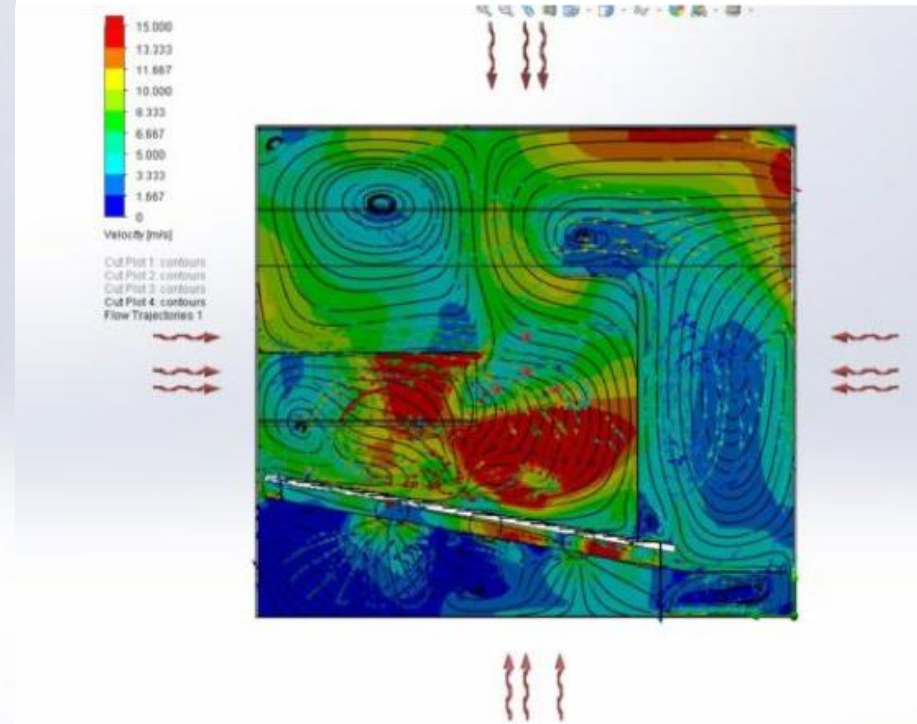 15.000
13.333
11.667
10.000
8.333
6.667
5.000
3.333
1.667
0
Velocity [m/s]
Cut Plot 1: contours
Cut Plot 2: contours
Cut Plot 3: contours
Cut Plot 4: contours
Flow Trajectories 1